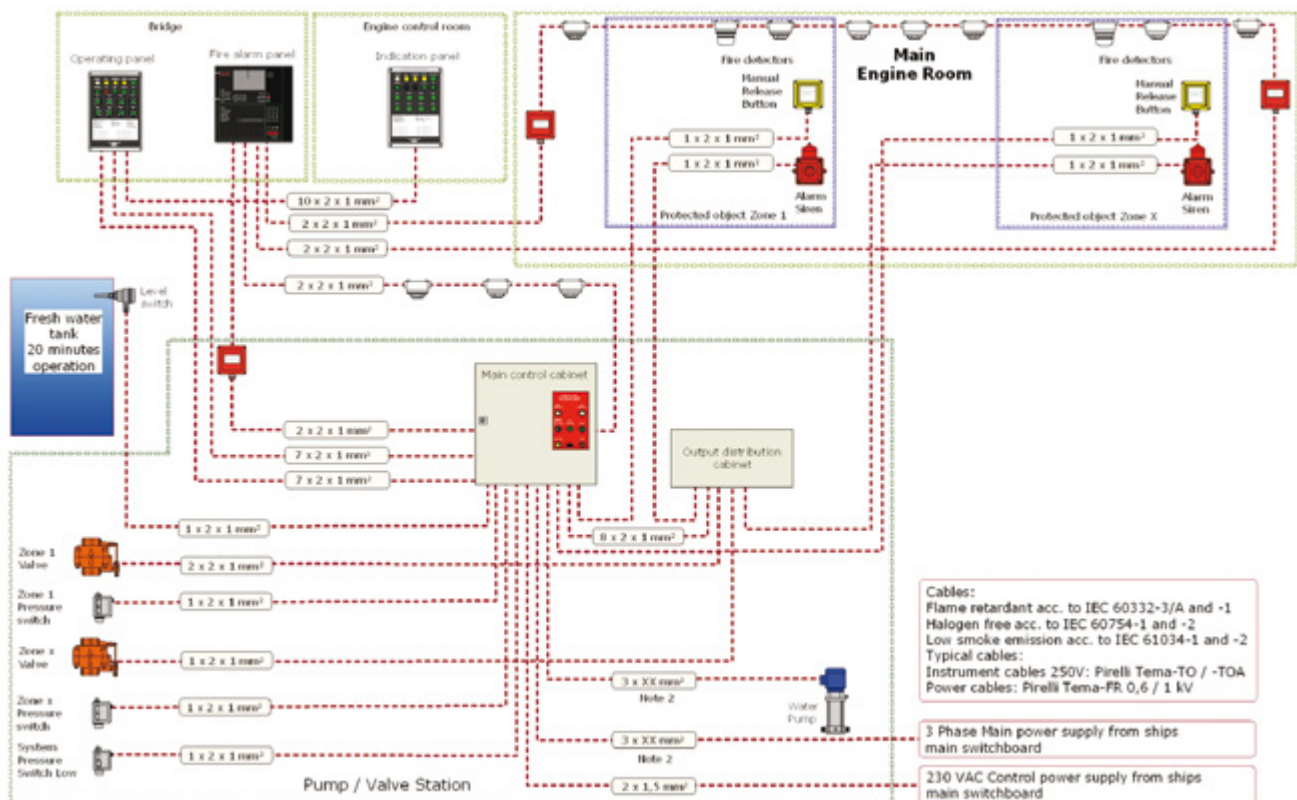 Bridge
Engine control room
Operating panel
Fire alarm panel
Indication panel
Main
Engine Room
Fire detectors
Manual
Release
Button
Fire detectors
Manual
Release
Button
1 x 2 x 1 mm²
1 x 2 x 1 mm²
1 x 2 x 1 mm²
1 x 2 x 1 mm²
Alarm
Siren
Alarm
Siren
Protected object Zone 1
Protected object Zone X
10 x 2 x 1 mm²
2 x 2 x 1 mm²
2 x 2 x 1 mm²
2 x 2 x 1 mm²
Level
switch
Fresh water
tank
20 minutes
operation
Main control cabinet
Output distribution
cabinet
2 x 2 x 1 mm²
7 x 2 x 1 mm²
7 x 2 x 1 mm²
1 x 2 x 1 mm²
8 x 2 x 1 mm²
Zone 1
Valve
2 x 2 x 1 mm²
Zone 1
Pressure
switch
1 x 2 x 1 mm²
Zone x
Valve
1 x 2 x 1 mm²
Zone x
Pressure
switch
1 x 2 x 1 mm²
System
Pressure
Switch Low
1 x 2 x 1 mm²
3 x XX mm²
Note 2
Water
Pump
3 x XX mm²
Note 2
2 x 1,5 mm²
Pump / Valve Station
Cables:
Flame retardant acc. to IEC 60332-3/A and -1
Halogen free acc. to IEC 60754-1 and -2
Low smoke emission acc. to IEC 61034-1 and -2
Typical cables:
Instrument cables 250V: Pirelli Tema-TO / -TOA
Power cables: Pirelli Tema-FR 0,6 / 1 kV
3 Phase Main power supply from ships
main switchboard
230 VAC Control power supply from ships
main switchboard